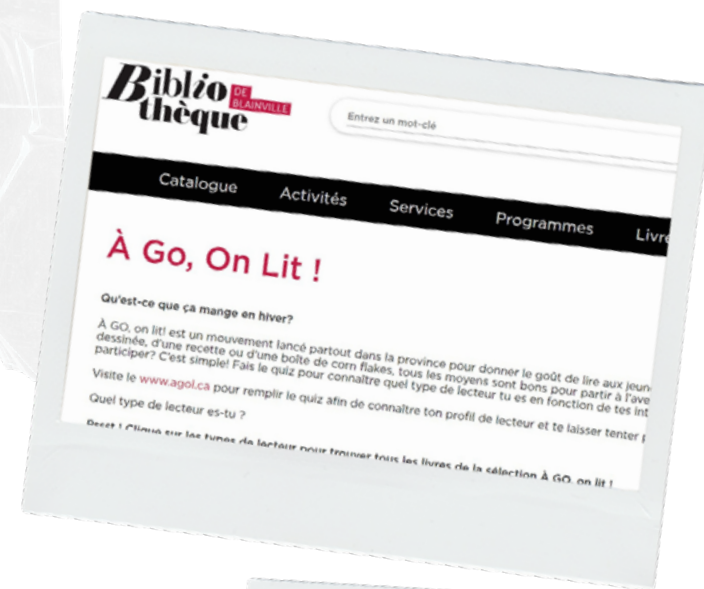 Biblio DE BLAINVILLE
thèque
Entrez un mot-clé
Catalogue Activités Services Programmes Livre
À Go, On Lit !
Qu'est-ce que ça mange en hiver?
À GO, on lit! est un mouvement lancé partout dans la province pour donner le goût de lire aux jeun
dessinée, d'une recette ou d'une boîte de corn flakes, tous les moyens sont bons pour partir à l'ave
participer? C'est simple! Fais le quiz pour connaître quel type de lecteur tu es en fonction de tes int
Visite le www.agol.ca pour remplir le quiz afin de connaître ton profil de lecteur et te laisser tenter p
Quel type de lecteur es-tu ?
Pssst ! Clique sur les types de lecteur pour trouver tous les livres de la sélection À GO, on lit !